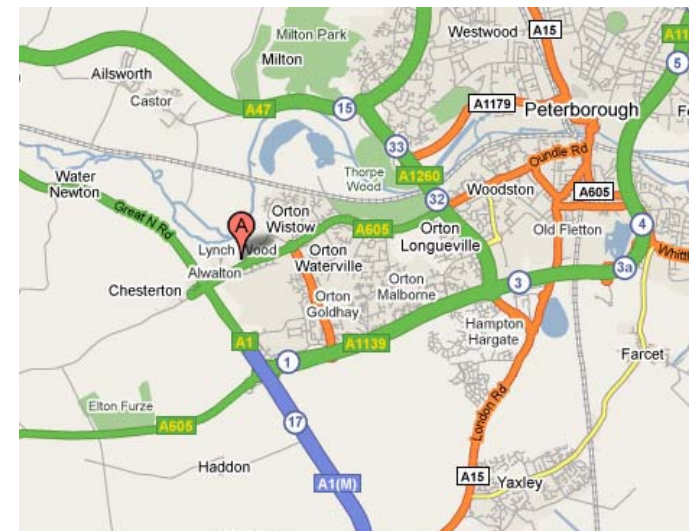 Milton Park
Westwood
A15
A11
Milton
Ailsworth
5
Castor
A1179
Peterborough
A47
15
33
Oundle Rd
A1260
Thorpe
Wood
Water
Newton
32
Woodston
A605
Great N Rd
A
Orton
Wistow
A605
Orton
Longueville
Old Fletton
4
Lynch Wood
Orton
Waterville
Alwalton
3a
Chesterton
Orton
Malborne
3
Orton
Goldhay
Hampton
Hargate
A1
A1139
1
Farcet
Elton Furze
London Rd
A605
17
Haddon
A15
Yaxley
A1(M)